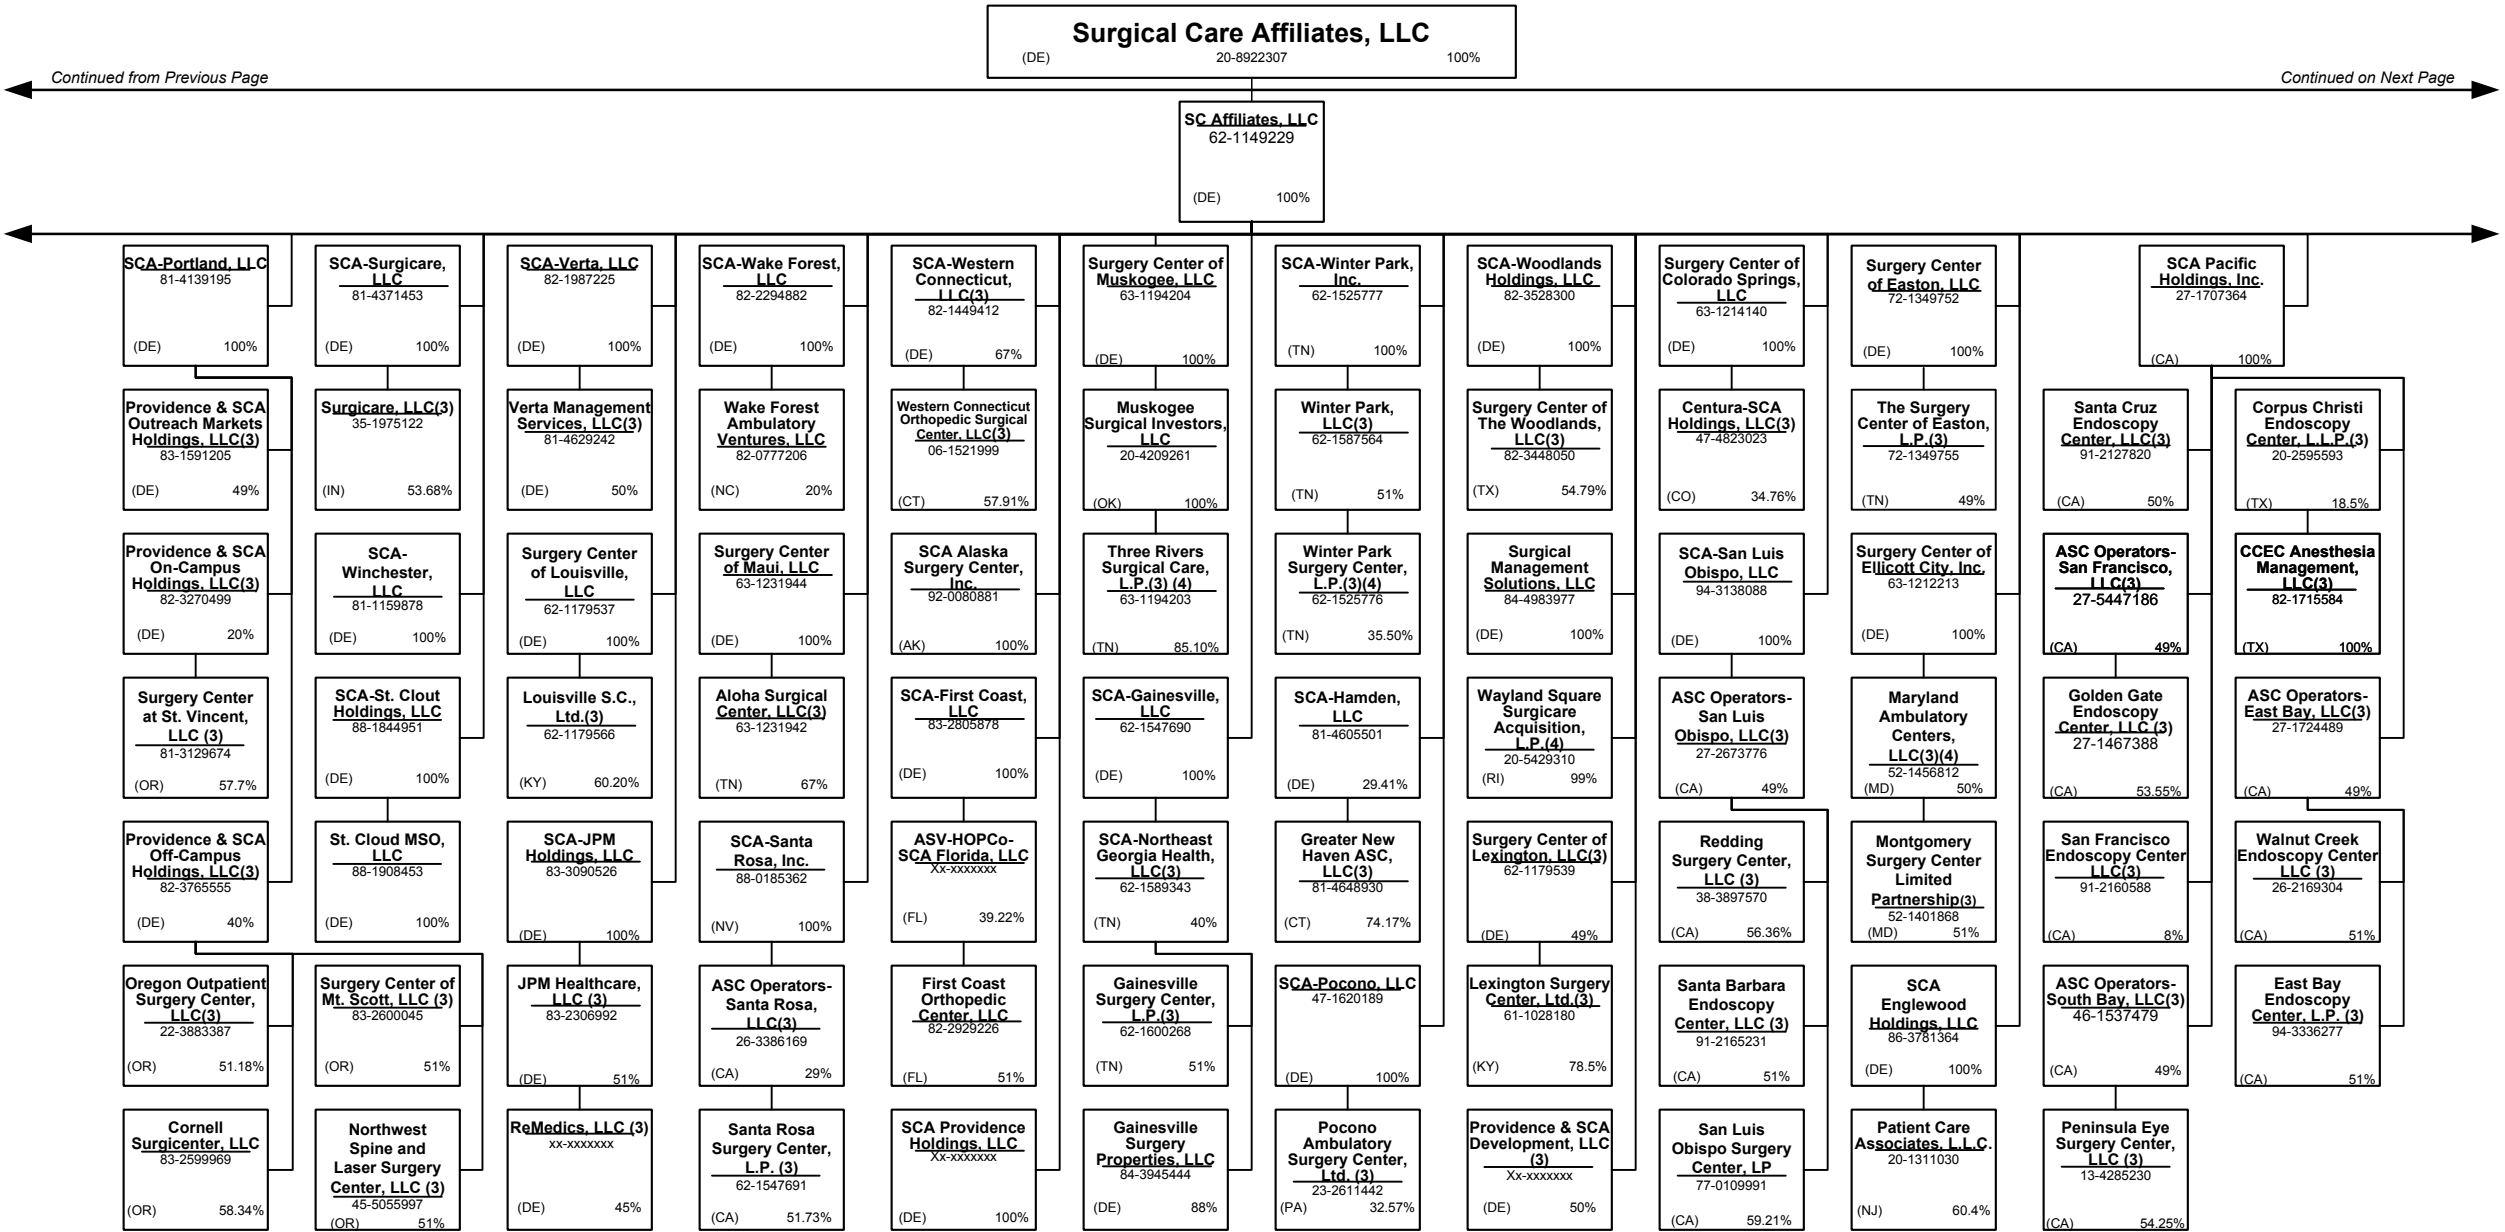 Surgical Care Affiliates, LLC
(DE) 20-8922307 100%
Continued from Previous Page
Continued on Next Page
SC Affiliates, LLC
62-1149229
(DE) 100%
SCA-Portland, LLC
81-4139195
(DE) 100%
SCA-Surgicare,
LLC
81-4371453
(DE) 100%
SCA-Verta, LLC
82-1987225
(DE) 100%
SCA-Wake Forest,
LLC
82-2294882
(DE) 100%
SCA-Western
Connecticut,
LLC(3)
82-1449412
(DE) 67%
Surgery Center of
Muskogee, LLC
63-1194204
(DE) 100%
SCA-Winter Park,
Inc.
62-1525777
(TN) 100%
SCA-Woodlands
Holdings, LLC
82-3528300
(DE) 100%
Surgery Center of
Colorado Springs,
LLC
63-1214140
(DE) 100%
Surgery Center
of Easton, LLC
72-1349752
(DE) 100%
SCA Pacific
Holdings, Inc.
27-1707364
(CA) 100%
Providence & SCA
Outreach Markets
Holdings, LLC(3)
83-1591205
(DE) 49%
Surgicare, LLC(3)
35-1975122
(IN) 53.68%
Verta Management
Services, LLC(3)
81-4629242
(DE) 50%
Wake Forest
Ambulatory
Ventures, LLC
82-0777206
(NC) 20%
Western Connecticut
Orthopedic Surgical
Center, LLC(3)
06-1521999
(CT) 57.91%
Muskogee
Surgical Investors,
LLC
20-4209261
(OK) 100%
Winter Park,
LLC(3)
62-1587564
(TN) 51%
Surgery Center of
The Woodlands,
LLC(3)
82-3448050
(TX) 54.79%
Centura-SCA
Holdings, LLC(3)
47-4823023
(CO) 34.76%
The Surgery
Center of Easton,
L.P.(3)
72-1349755
(TN) 49%
Santa Cruz
Endoscopy
Center, LLC(3)
91-2127820
(CA) 50%
Corpus Christi
Endoscopy
Center, L.L.P.(3)
20-2595593
(TX) 18.5%
Providence & SCA
On-Campus
Holdings, LLC(3)
82-3270499
(DE) 20%
SCA-
Winchester,
LLC
81-1159878
(DE) 100%
Surgery Center
of Louisville,
LLC
62-1179537
(DE) 100%
Surgery Center
of Maui, LLC
63-1231944
(DE) 100%
SCA Alaska
Surgery Center,
Inc.
92-0080881
(AK) 100%
Three Rivers
Surgical Care,
L.P.(3) (4)
63-1194203
(TN) 85.10%
Winter Park
Surgery Center,
L.P.(3)(4)
62-1525776
(TN) 35.50%
Surgical
Management
Solutions, LLC
84-4983977
(DE) 100%
SCA-San Luis
Obispo, LLC
94-3138088
(DE) 100%
Surgery Center of
Ellicott City, Inc.
63-1212213
(DE) 100%
ASC Operators-
San Francisco,
LLC(3)
27-5447186
(CA) 49%
CCEC Anesthesia
Management,
LLC(3)
82-1715584
(TX) 100%
Surgery Center
at St. Vincent,
LLC (3)
81-3129674
(OR) 57.7%
SCA-St. Clout
Holdings, LLC
88-1844951
(DE) 100%
Louisville S.C.,
Ltd.(3)
62-1179566
(KY) 60.20%
Aloha Surgical
Center, LLC(3)
63-1231942
(TN) 67%
SCA-First Coast,
LLC
83-2805878
(DE) 100%
SCA-Gainesville,
LLC
62-1547690
(DE) 100%
SCA-Hamden,
LLC
81-4605501
(DE) 29.41%
Wayland Square
Surgicare
Acquisition,
L.P.(4)
20-5429310
(RI) 99%
ASC Operators-
San Luis
Obispo, LLC(3)
27-2673776
(CA) 49%
Maryland
Ambulatory
Centers,
LLC(3)(4)
52-1456812
(MD) 50%
Golden Gate
Endoscopy
Center, LLC (3)
27-1467388
(CA) 53.55%
ASC Operators-
East Bay, LLC(3)
27-1724489
(CA) 49%
Providence & SCA
Off-Campus
Holdings, LLC(3)
82-3765555
(DE) 40%
St. Cloud MSO,
LLC
88-1908453
(DE) 100%
SCA-JPM
Holdings, LLC
83-3090526
(DE) 100%
SCA-Santa
Rosa, Inc.
88-0185362
(NV) 100%
ASV-HOPCo-
SCA Florida, LLC
Xx-xxxxxxx
(FL) 39.22%
SCA-Northeast
Georgia Health,
LLC(3)
62-1589343
(TN) 40%
Greater New
Haven ASC,
LLC(3)
81-4648930
(CT) 74.17%
Surgery Center of
Lexington, LLC(3)
62-1179539
(DE) 49%
Redding
Surgery Center,
LLC (3)
38-3897570
(CA) 56.36%
Montgomery
Surgery Center
Limited
Partnership(3)
52-1401868
(MD) 51%
San Francisco
Endoscopy Center
LLC(3)
91-2160588
(CA) 8%
Walnut Creek
Endoscopy Center
LLC (3)
26-2169304
(CA) 51%
Oregon Outpatient
Surgery Center,
LLC(3)
22-3883387
(OR) 51.18%
Surgery Center of
Mt. Scott, LLC (3)
83-2600045
(OR) 51%
JPM Healthcare,
LLC (3)
83-2306992
(DE) 51%
ASC Operators-
Santa Rosa,
LLC(3)
26-3386169
(CA) 29%
First Coast
Orthopedic
Center, LLC
82-2929226
(FL) 51%
Gainesville
Surgery Center,
L.P.(3)
62-1600268
(TN) 51%
SCA-Pocono, LLC
47-1620189
(DE) 100%
Lexington Surgery
Center, Ltd.(3)
61-1028180
(KY) 78.5%
Santa Barbara
Endoscopy
Center, LLC (3)
91-2165231
(CA) 51%
SCA
Englewood
Holdings, LLC
86-3781364
(DE) 100%
ASC Operators-
South Bay, LLC(3)
46-1537479
(CA) 49%
East Bay
Endoscopy
Center, L.P. (3)
94-3336277
(CA) 51%
Cornell
Surgicenter, LLC
83-2599969
(OR) 58.34%
Northwest
Spine and
Laser Surgery
Center, LLC (3)
45-5055997
(OR) 51%
ReMedics, LLC (3)
xx-xxxxxxx
(DE) 45%
Santa Rosa
Surgery Center,
L.P. (3)
62-1547691
(CA) 51.73%
SCA Providence
Holdings, LLC
Xx-xxxxxxx
(DE) 100%
Gainesville
Surgery
Properties, LLC
84-3945444
(DE) 88%
Pocono
Ambulatory
Surgery Center,
Ltd. (3)
23-2611442
(PA) 32.57%
Providence & SCA
Development, LLC
(3)
Xx-xxxxxxx
(DE) 50%
San Luis
Obispo Surgery
Center, LP
77-0109991
(CA) 59.21%
Patient Care
Associates, L.L.C.
20-1311030
(NJ) 60.4%
Peninsula Eye
Surgery Center,
LLC (3)
13-4285230
(CA) 54.25%